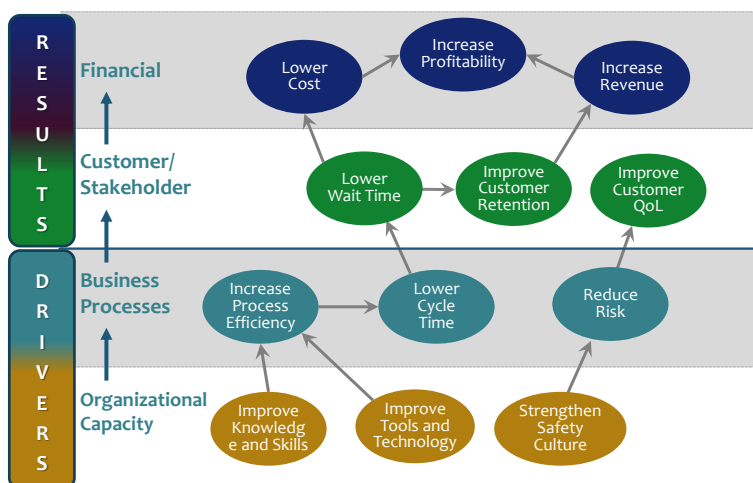 R
E
S
U
L
T
S
Financial
Lower
Cost
Increase
Profitability
Increase
Revenue
Customer/
Stakeholder
Lower
Wait Time
Improve
Customer
Retention
Improve
Customer
QoL
D
R
I
V
E
R
S
Business
Processes
Increase
Process
Efficiency
Lower
Cycle
Time
Reduce
Risk
Organizational
Capacity
Improve
Knowledg
e and Skills
Improve
Tools and
Technology
Strengthen
Safety
Culture